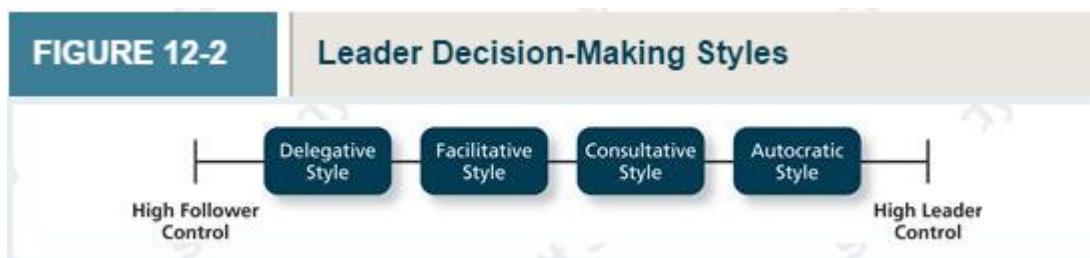 FIGURE 12-2
Leader Decision-Making Styles
Delegative
Style
Facilitative
Style
Consultative
Style
Autocratic
Style
High Follower
Control
High Leader
Control